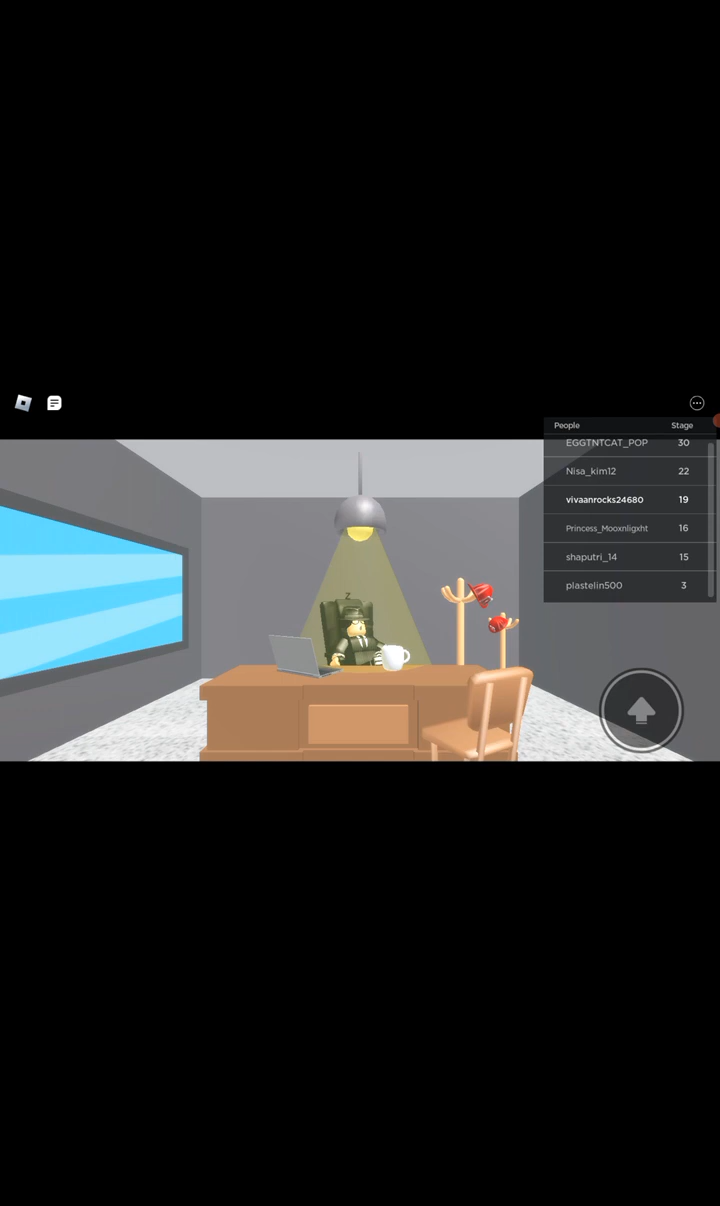 People Stage
EGGTNTCAT_POP 30
Nisa_kim12 22
vivaanrocks24680 19
Princess_Mooxnligxht 16
shaputri_14 15
plastelin500 3
Z